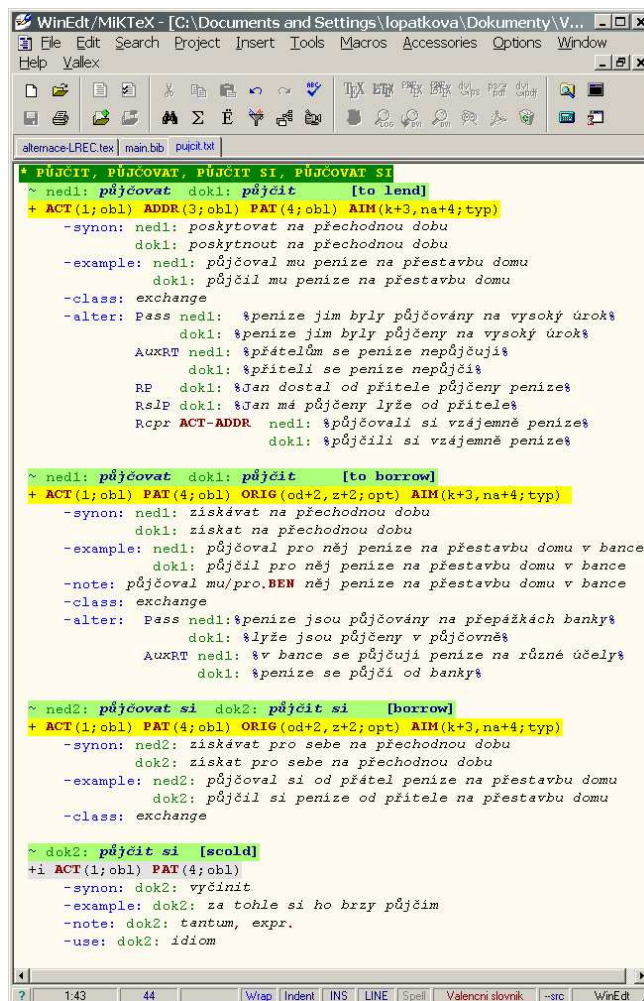 WinEdt/MiKTeX - [C:\Documents and Settings\lopatkova\Dokumenty\V...
File Edit Search Project Insert Tools Macros Accessories Options Window
Help Vallex
alternace-LREC.tex main.bib pujcit.txt
* PŮJČIT, PŮJČOVAT, PŮJČIT SI, PŮJČOVAT SI
~ ned1: půjčovat dok1: půjčit [to lend]
+ ACT(1;obl) ADDR(3;obl) PAT(4;obl) AIM(k+3,na+4;typ)
-synon: ned1: poskytovat na přechodnou dobu
dok1: poskytnout na přechodnou dobu
-example: ned1: půjčoval mu peníze na přestavbu domu
dok1: půjčil mu peníze na přestavbu domu
-class: exchange
-alter: Pass ned1: %peníze jim byly půjčovány na vysoký úrok%
dok1: %peníze jim byly půjčeny na vysoký úrok%
AuxRT ned1: %přátelům se peníze nepůjčují%
dok1: %příteli se peníze nepůjčí%
RP dok1: %Jan dostal od přítele půjčeny peníze%
RslP dok1: %Jan má půjčeny lyže od přítele%
Rcpr ACT-ADDR ned1: %půjčovali si vzájemně peníze%
dok1: %půjčili si vzájemně peníze%
~ ned1: půjčovat dok1: půjčit [to borrow]
+ ACT(1;obl) PAT(4;obl) ORIG(od+2,z+2;opt) AIM(k+3,na+4;typ)
-synon: ned1: získávat na přechodnou dobu
dok1: získat na přechodnou dobu
-example: ned1: půjčoval pro něj peníze na přestavbu domu v bance
dok1: půjčil pro něj peníze na přestavbu domu v bance
-note: půjčoval mu/pro.BEN něj peníze na přestavbu domu v bance
-class: exchange
-alter: Pass ned1:%peníze jsou půjčovány na přepážkách banky%
dok1: %lyže jsou půjčeny v půjčovně%
AuxRT ned1: %v bance se půjčují peníze na různé účely%
dok1: %peníze se půjčí od banky%
~ ned2: půjčovat si dok2: půjčit si [borrow]
+ ACT(1;obl) PAT(4;obl) ORIG(od+2,z+2;opt) AIM(k+3,na+4;typ)
-synon: ned2: získávat pro sebe na přechodnou dobu
dok2: získat pro sebe na přechodnou dobu
-example: ned2: půjčoval si od přátel peníze na přestavbu domu
dok2: půjčil si peníze od přítele na přestavbu domu
-class: exchange
~ dok2: půjčit si [scold]
+i ACT(1;obl) PAT(4;obl)
-synon: dok2: vyčinit
-example: dok2: za tohle si ho brzy půjčím
-note: dok2: tantum, expr.
-use: dok2: idiom
? 1:43 44 Wrap Indent INS LINE Spell Valencni slovnik --src WinEdt